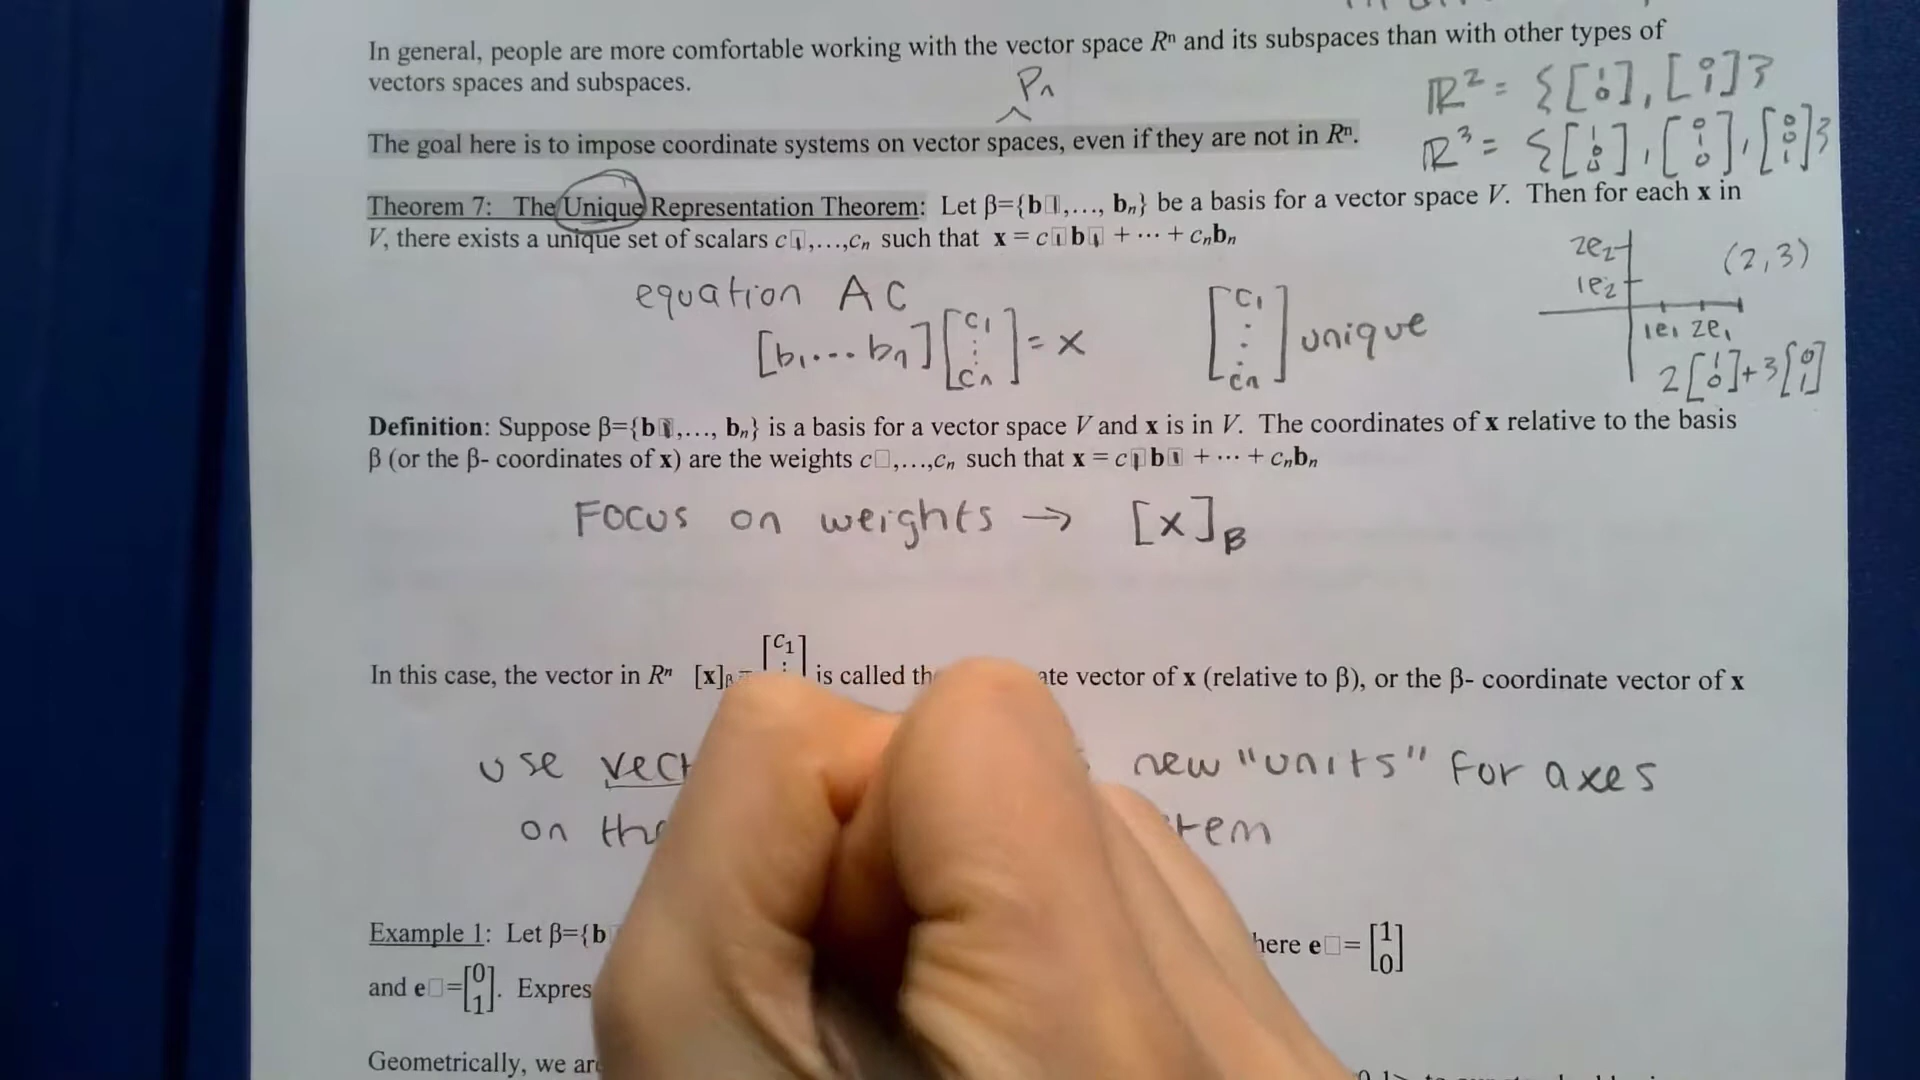 In general, people are more comfortable working with the vector space Rⁿ and its subspaces than with other types of
vectors spaces and subspaces.
Pn
ℝ² = {[1 0], [0 1]}
The goal here is to impose coordinate systems on vector spaces, even if they are not in Rⁿ.
ℝ³ = {[1 0 0], [0 1 0], [0 0 1]}
Theorem 7: The Unique Representation Theorem: Let β={b1,…, bₙ} be a basis for a vector space V. Then for each x in
V, there exists a unique set of scalars c1,…,cₙ such that x = c1b1 + ⋯ + cₙbₙ
2e₂
(2,3)
1e₂
equation AC
[b₁ ... bₙ] [c₁ ⋮ cₙ] = x
[c₁ ⋮ cₙ] unique
1e₁ 2e₁
2[1 0] + 3[0 1]
Definition: Suppose β={b1,…, bₙ} is a basis for a vector space V and x is in V. The coordinates of x relative to the basis
β (or the β- coordinates of x) are the weights c□,…,cₙ such that x = c1b1 + ⋯ + cₙbₙ
Focus on weights → [x]β
In this case, the vector in Rⁿ [x]β = [c₁ ⋮ is called ate vector of x (relative to β), or the β- coordinate vector of x
use new "units" for axes
on
Example 1: Let β={b here e□ = [1 0]
and e□ = [0 1]. Expres
Geometrically, we ar